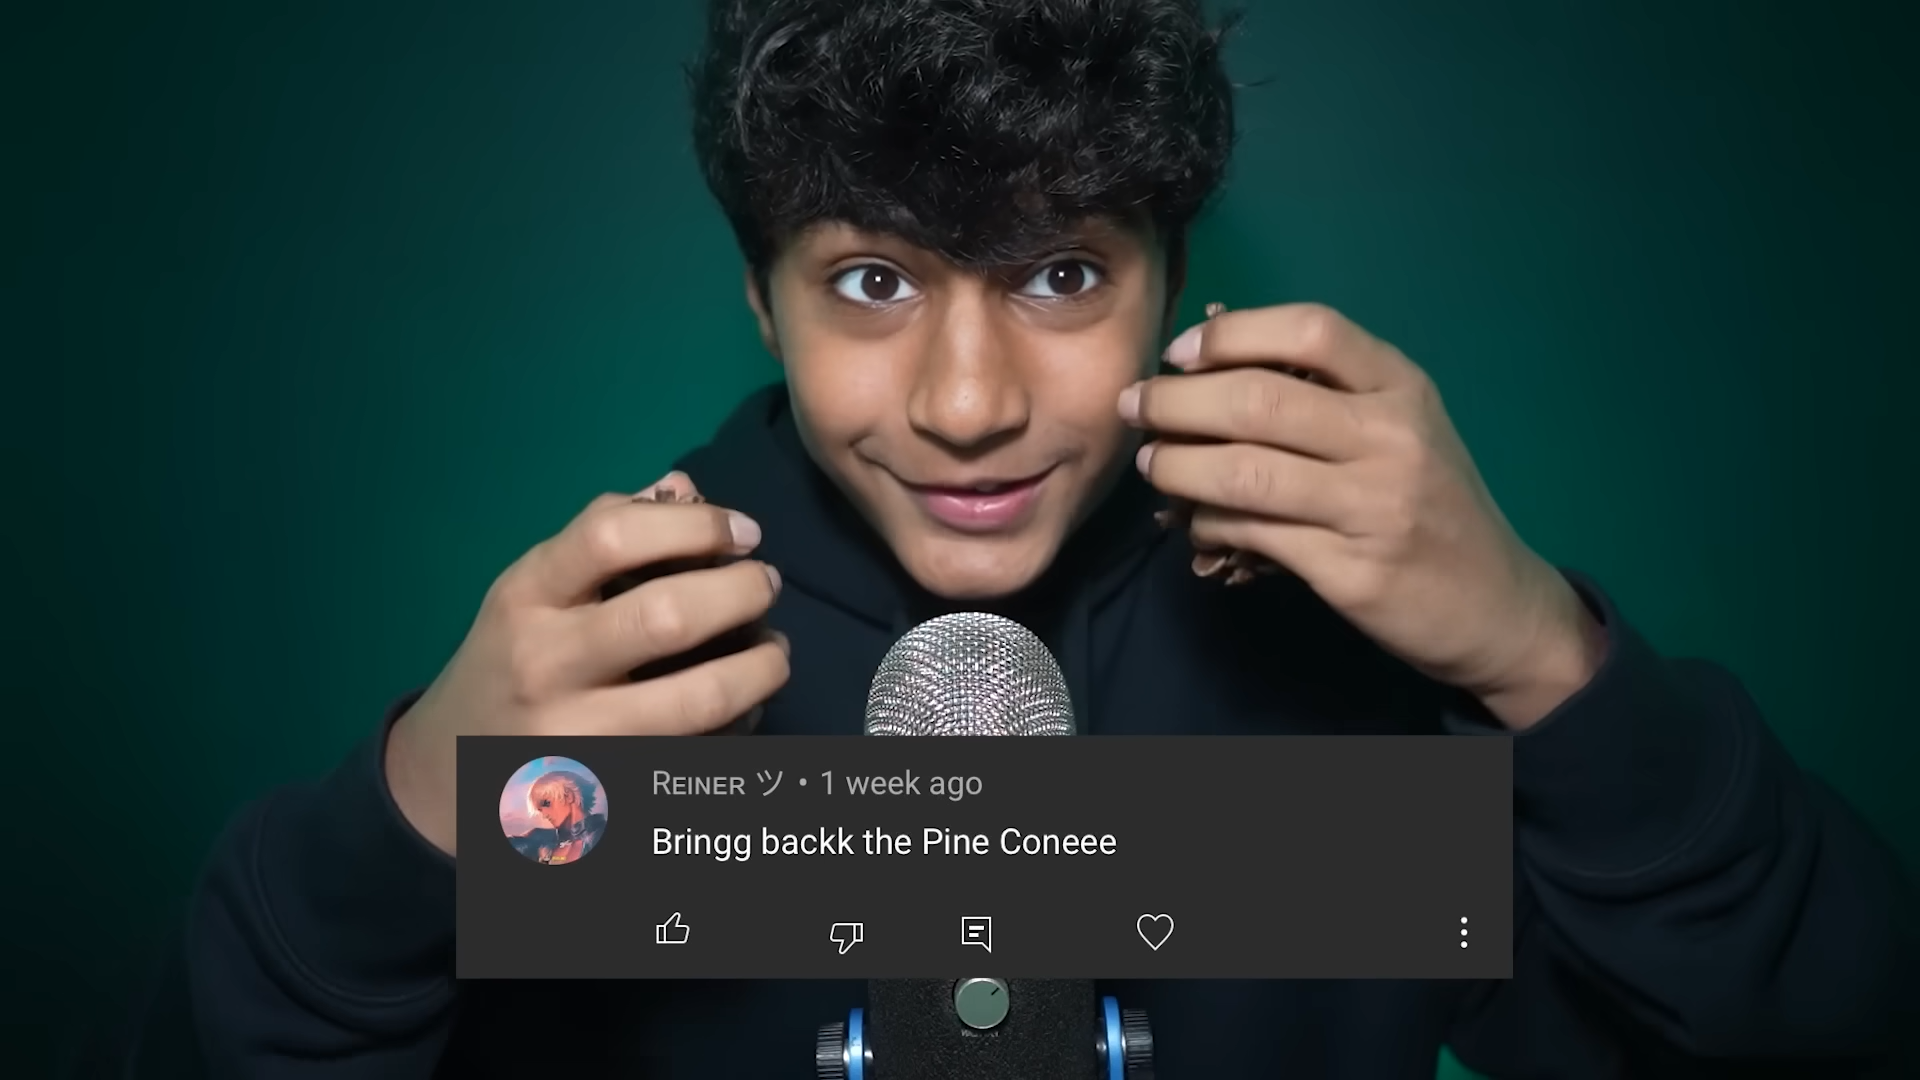 Reiner ツ • 1 week ago
Bringg backk the Pine Coneee